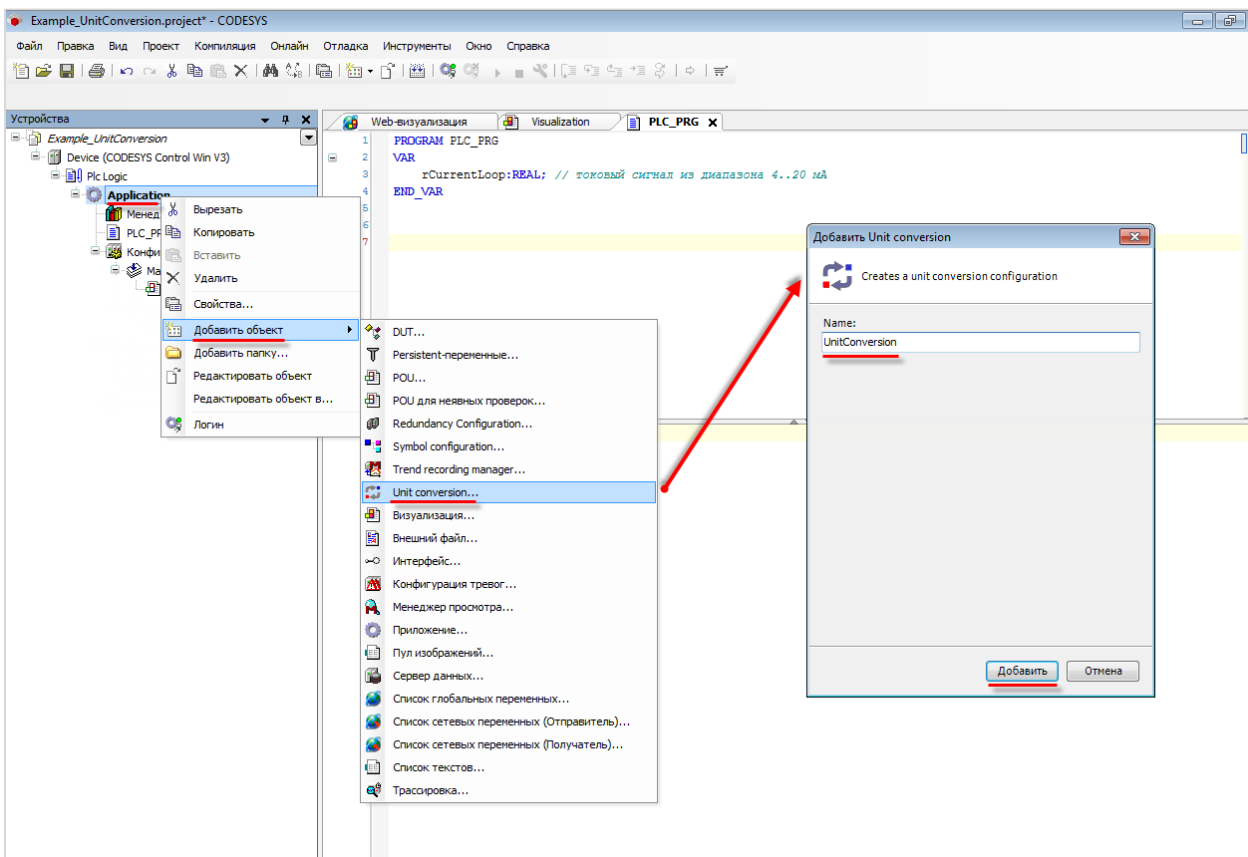 Example_UnitConversion.project* - CODESYS
Файл Правка Вид Проект Компиляция Онлайн Отладка Инструменты Окно Справка
Устройства
Example_UnitConversion
Device (CODESYS Control Win V3)
Plc Logic
Application
PLC_PRG
Web-визуализация
Visualization
PLC_PRG
1 PROGRAM PLC_PRG
2 VAR
3 rCurrentLoop:REAL; // токовый сигнал из диапазона 4..20 мА
4 END_VAR
5
6
7
Вырезать
Копировать
Вставить
Удалить
Свойства...
Добавить объект
Добавить папку...
Редактировать объект
Редактировать объект в...
Логин
DUT...
Persistent-переменные...
POU...
POU для неявных проверок...
Redundancy Configuration...
Symbol configuration...
Trend recording manager...
Unit conversion...
Визуализация...
Внешний файл...
Интерфейс...
Конфигурация тревог...
Менеджер просмотра...
Приложение...
Пул изображений...
Сервер данных...
Список глобальных переменных...
Список сетевых переменных (Отправитель)...
Список сетевых переменных (Получатель)...
Список текстов...
Трассировка...
Добавить Unit conversion
Creates a unit conversion configuration
Name:
UnitConversion
Добавить
Отмена